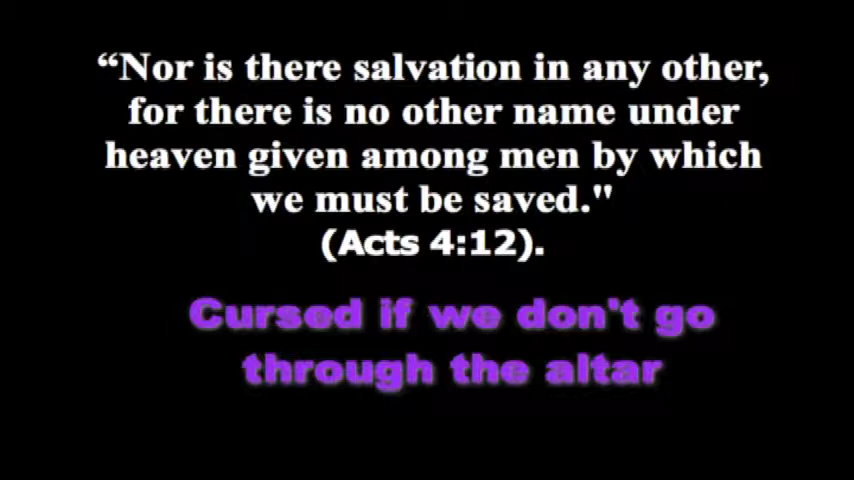 “Nor is there salvation in any other,
for there is no other name under
heaven given among men by which
we must be saved."
(Acts 4:12).
Cursed if we don't go
through the altar